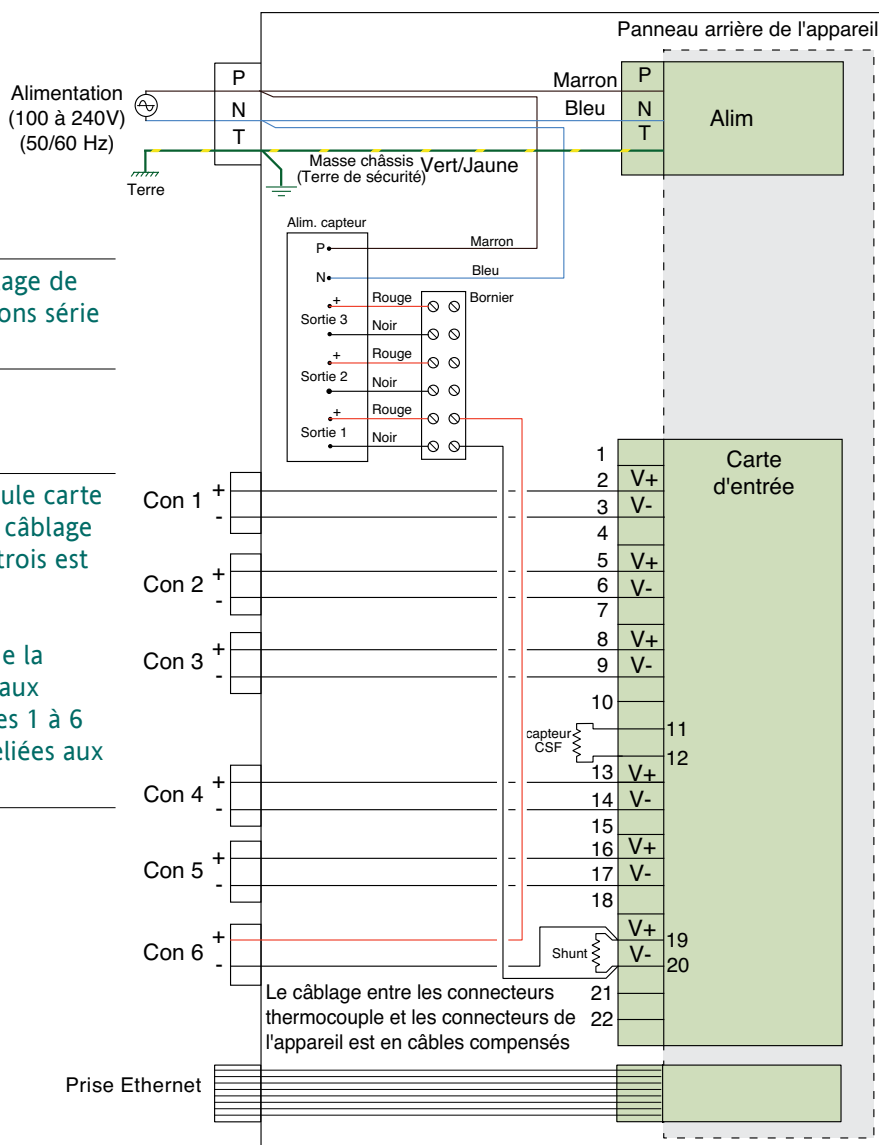 Panneau arrière de l'appareil
Alimentation
(100 à 240V)
(50/60 Hz)
P
N
T
Marron
Bleu
P
N
T
Alim
Terre
Masse châssis
(Terre de sécurité)
Vert/Jaune
Alim. capteur
P
Marron
N
Bleu
+
Sortie 3
Rouge
Noir
Bornier
+
Sortie 2
Rouge
Noir
+
Sortie 1
Rouge
Noir
age de
ons série
ule carte
câblage
trois est
e la
aux
es 1 à 6
eliées aux
Carte
d'entrée
1
Con 1
+
-
2 V+
3 V-
4
Con 2
+
-
5 V+
6 V-
7
Con 3
+
-
8 V+
9 V-
10
capteur
CSF
11
12
Con 4
+
-
13 V+
14 V-
15
Con 5
+
-
16 V+
17 V-
18
Con 6
+
-
Shunt
V+ 19
V- 20
21
22
Le câblage entre les connecteurs
thermocouple et les connecteurs de
l'appareil est en câbles compensés
Prise Ethernet